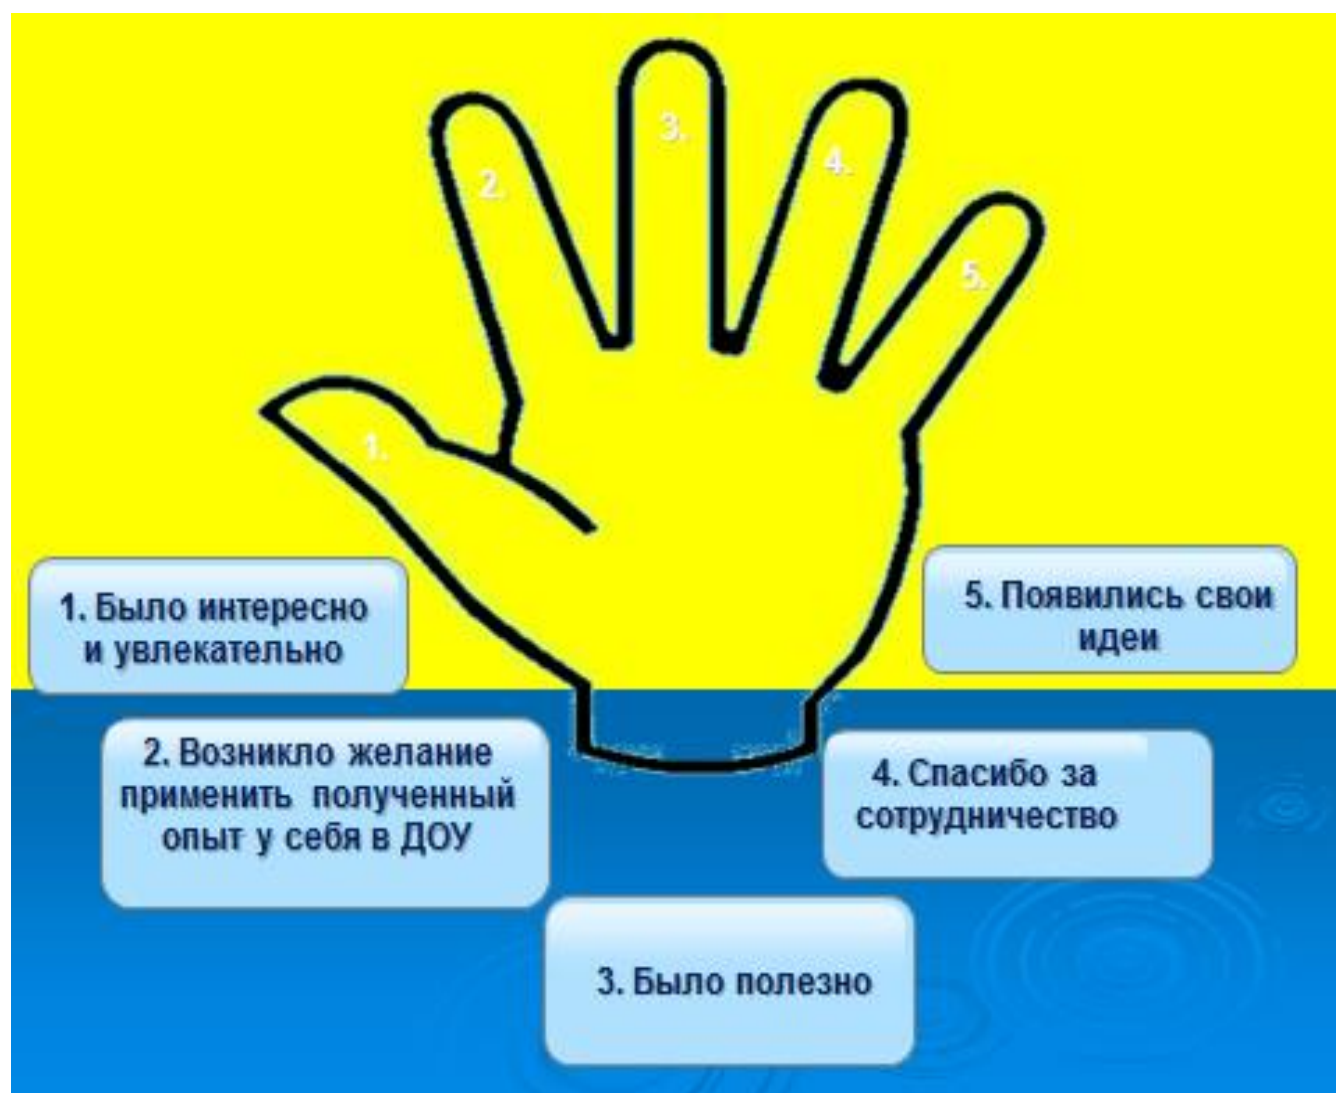 3.
4.
2.
5.
1.
1. Было интересно
и увлекательно
5. Появились свои
идеи
2. Возникло желание
применить полученный
опыт у себя в ДОУ
4. Спасибо за
сотрудничество
3. Было полезно